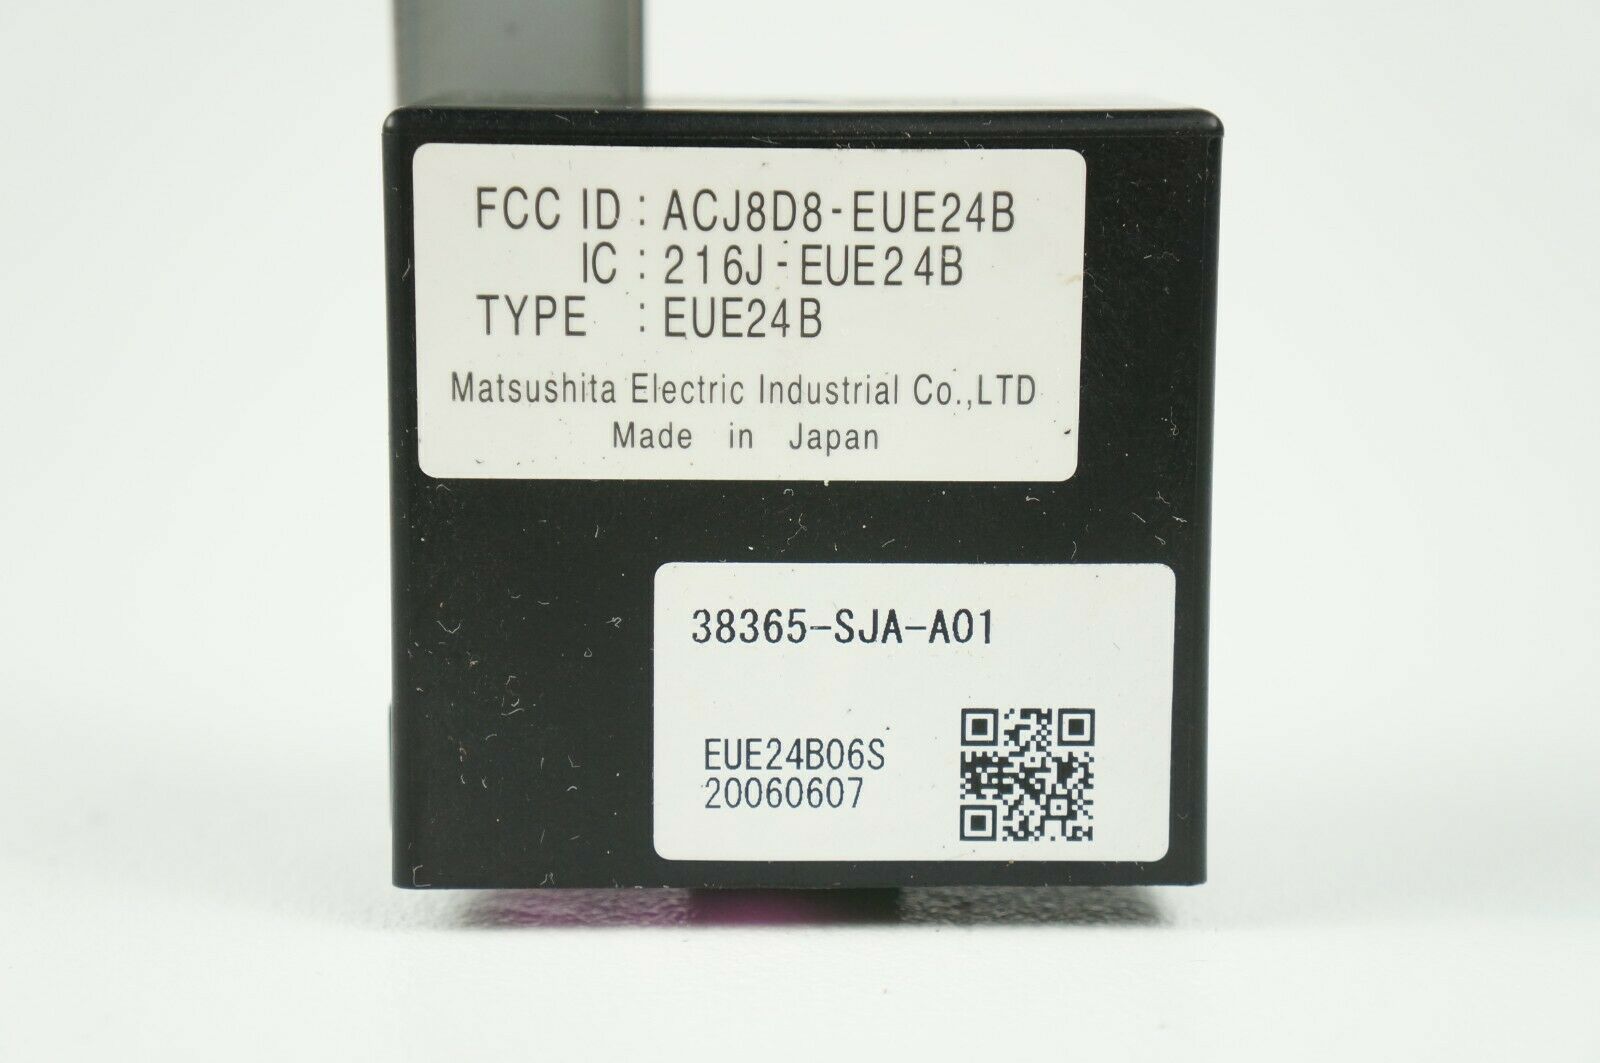 FCC ID : ACJ8D8-EUE24B
IC : 216J-EUE24B
TYPE : EUE24B
Matsushita Electric Industrial Co.,LTD
Made in Japan
38365-SJA-A01
EUE24B06S
20060607